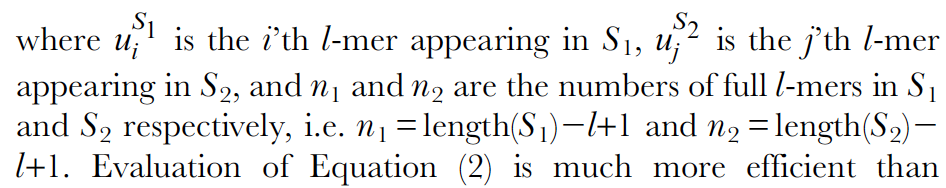 where u_i^{S_1} is the i’th l-mer appearing in S_1, u_j^{S_2} is the j’th l-mer
appearing in S_2, and n_1 and n_2 are the numbers of full l-mers in S_1
and S_2 respectively, i.e. n_1 = length(S_1)−l+1 and n_2 = length(S_2)−
l+1. Evaluation of Equation (2) is much more efficient than